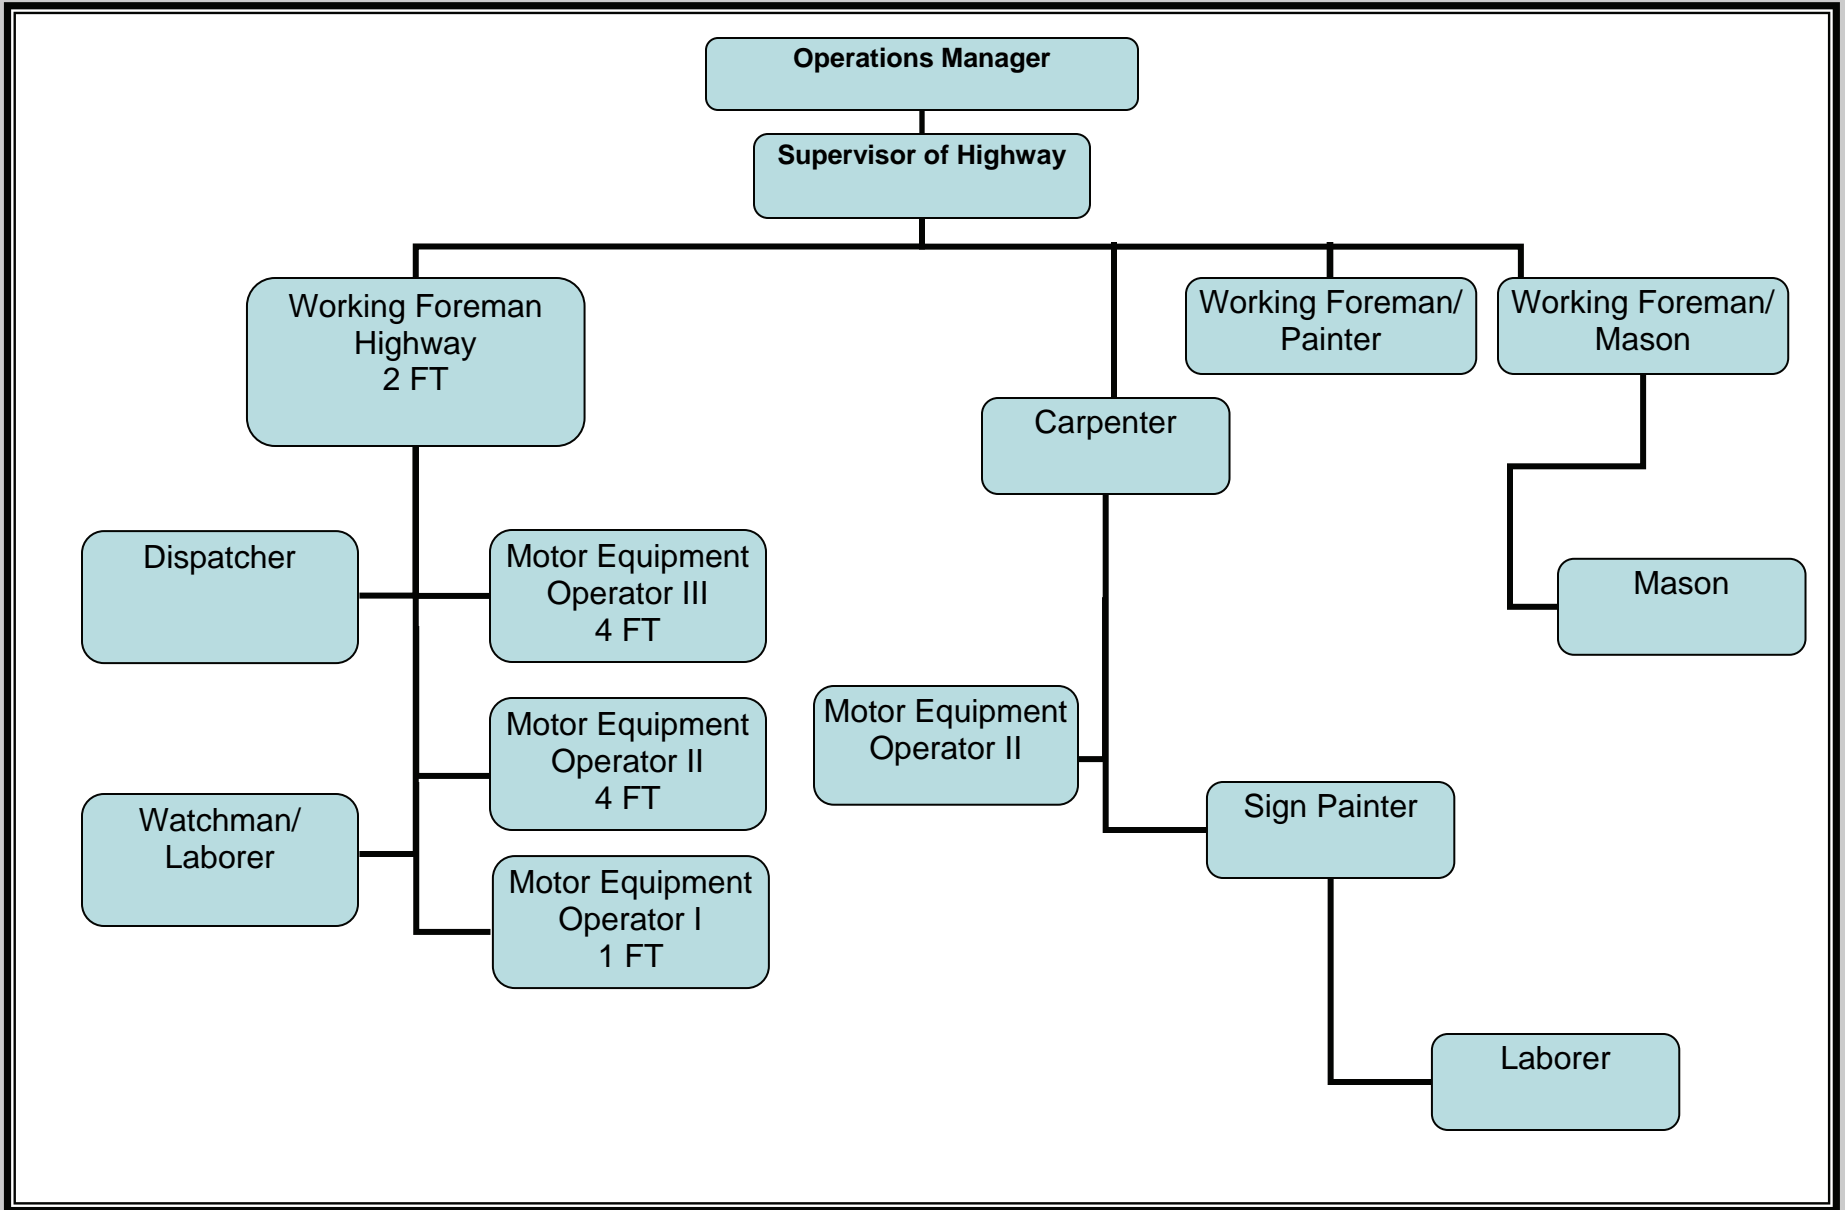 Operations Manager
Supervisor of Highway
Working Foreman
Highway
2 FT
Working Foreman/
Painter
Working Foreman/
Mason
Carpenter
Dispatcher
Motor Equipment
Operator III
4 FT
Mason
Motor Equipment
Operator II
4 FT
Motor Equipment
Operator II
Watchman/
Laborer
Sign Painter
Motor Equipment
Operator I
1 FT
Laborer